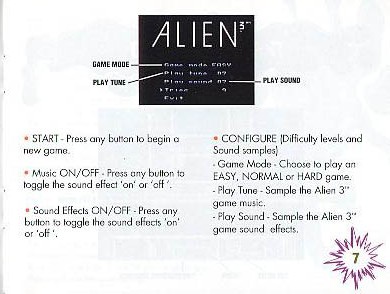 ALIEN 3™
GAME MODE
Game mode EASY
PLAY TUNE
Play tune 07
Play sound 07
PLAY SOUND
Tries 9
Exit
• START - Press any button to begin a
new game.
• Music ON/OFF - Press any button to
toggle the sound effect 'on' or 'off '.
• Sound Effects ON/OFF - Press any
button to toggle the sound effects 'on'
or 'off '.
• CONFIGURE (Difficulty levels and
Sound samples)
- Game Mode - Choose to play an
EASY, NORMAL or HARD game.
- Play Tune - Sample the Alien 3™
game music.
- Play Sound - Sample the Alien 3™
game sound effects.
7